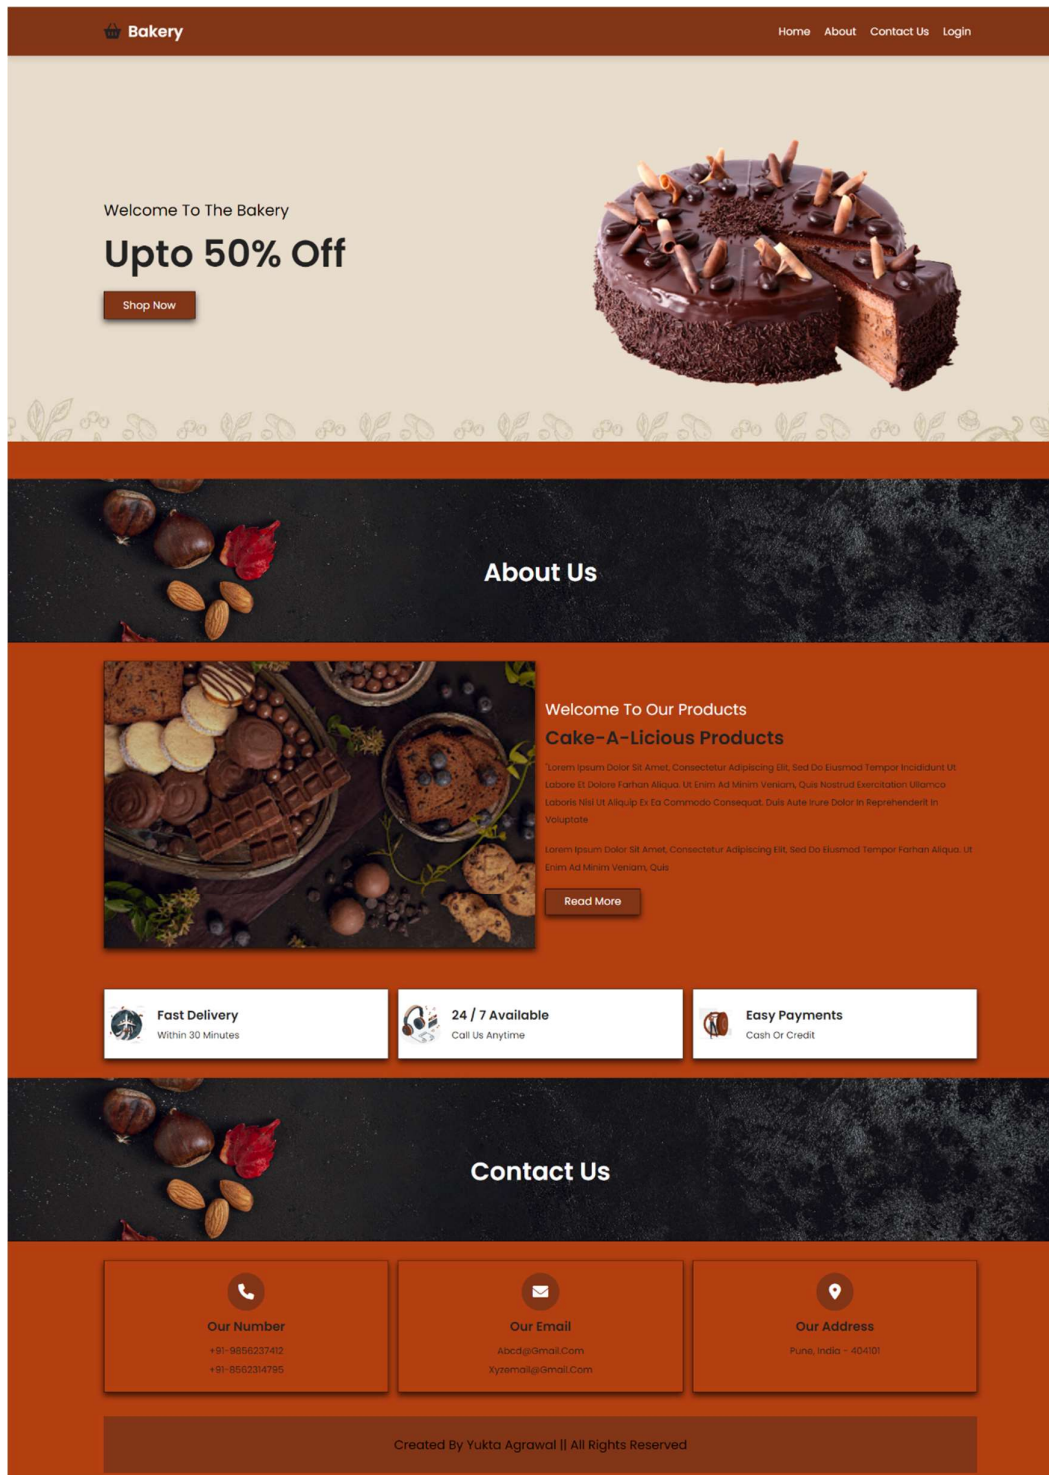 Bakery
Home About Contact Us Login
Welcome To The Bakery
Upto 50% Off
Shop Now
About Us
Welcome To Our Products
Cake-A-Licious Products
"Lorem Ipsum Dolor Sit Amet, Consectetur Adipiscing Elit, Sed Do Eiusmod Tempor Incididunt Ut
Labore Et Dolore Farhan Aliqua. Ut Enim Ad Minim Veniam, Quis Nostrud Exercitation Ullamco
Laboris Nisi Ut Aliquip Ex Ea Commodo Consequat. Duis Aute Irure Dolor In Reprehenderit In
Voluptate
Lorem Ipsum Dolor Sit Amet, Consectetur Adipiscing Elit, Sed Do Eiusmod Tempor Farhan Aliqua. Ut
Enim Ad Minim Veniam, Quis
Read More
Fast Delivery
Within 30 Minutes
24 / 7 Available
Call Us Anytime
Easy Payments
Cash Or Credit
Contact Us
Our Number
+91-9856237412
+91-8562314795
Our Email
Abcd@Gmail.Com
Xyzemail@Gmail.Com
Our Address
Pune, India - 404101
Created By Yukta Agrawal || All Rights Reserved